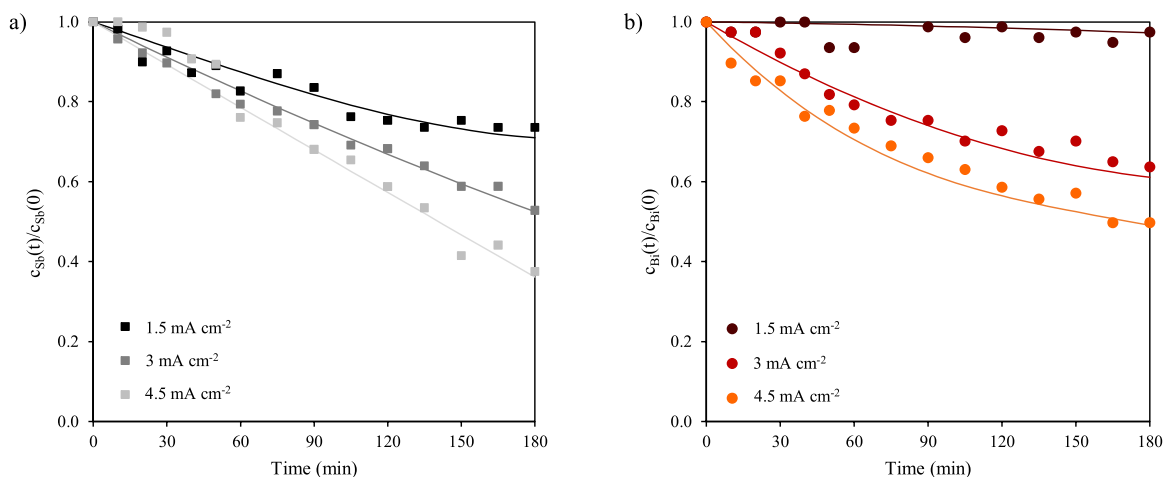 a)
1.0
0.8
0.6
0.4
0.2
0.0
c_Sb(t)/c_Sb(0)
1.5 mA cm⁻²
3 mA cm⁻²
4.5 mA cm⁻²
0 30 60 90 120 150 180
Time (min)
b)
1.0
0.8
0.6
0.4
0.2
0.0
c_Bi(t)/c_Bi(0)
1.5 mA cm⁻²
3 mA cm⁻²
4.5 mA cm⁻²
0 30 60 90 120 150 180
Time (min)